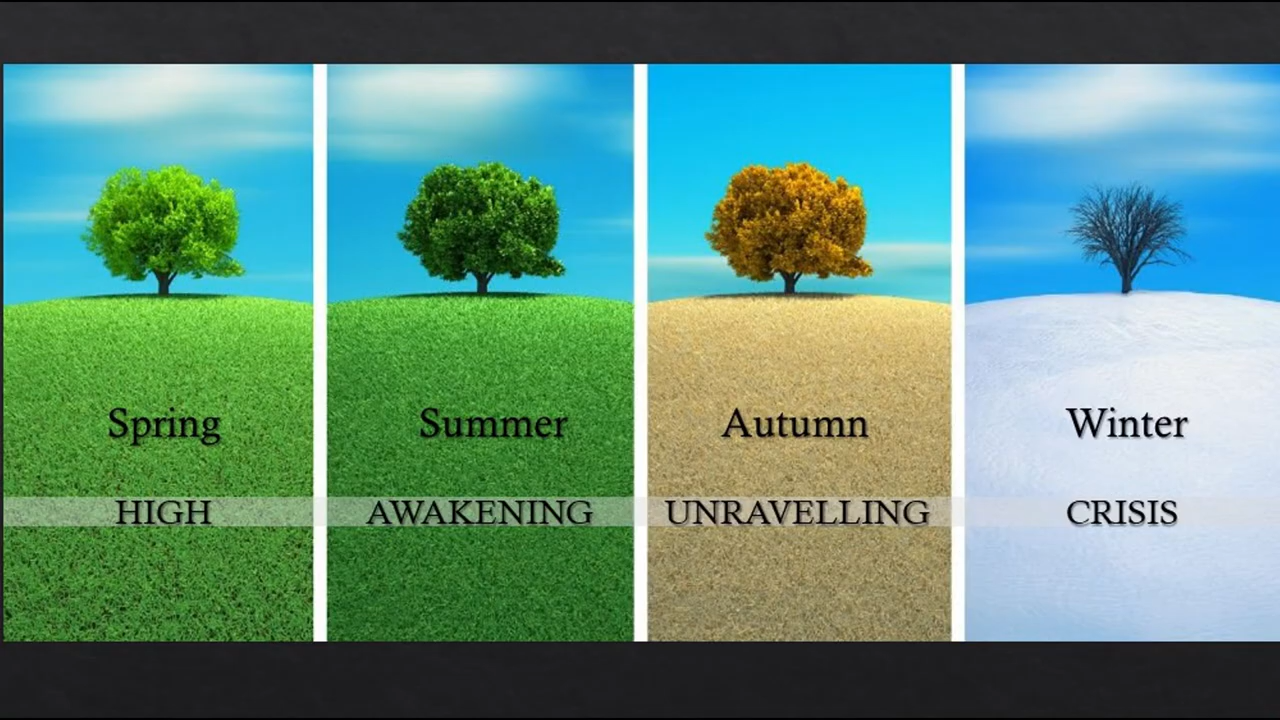 Spring
Summer
Autumn
Winter
HIGH
AWAKENING
UNRAVELLING
CRISIS